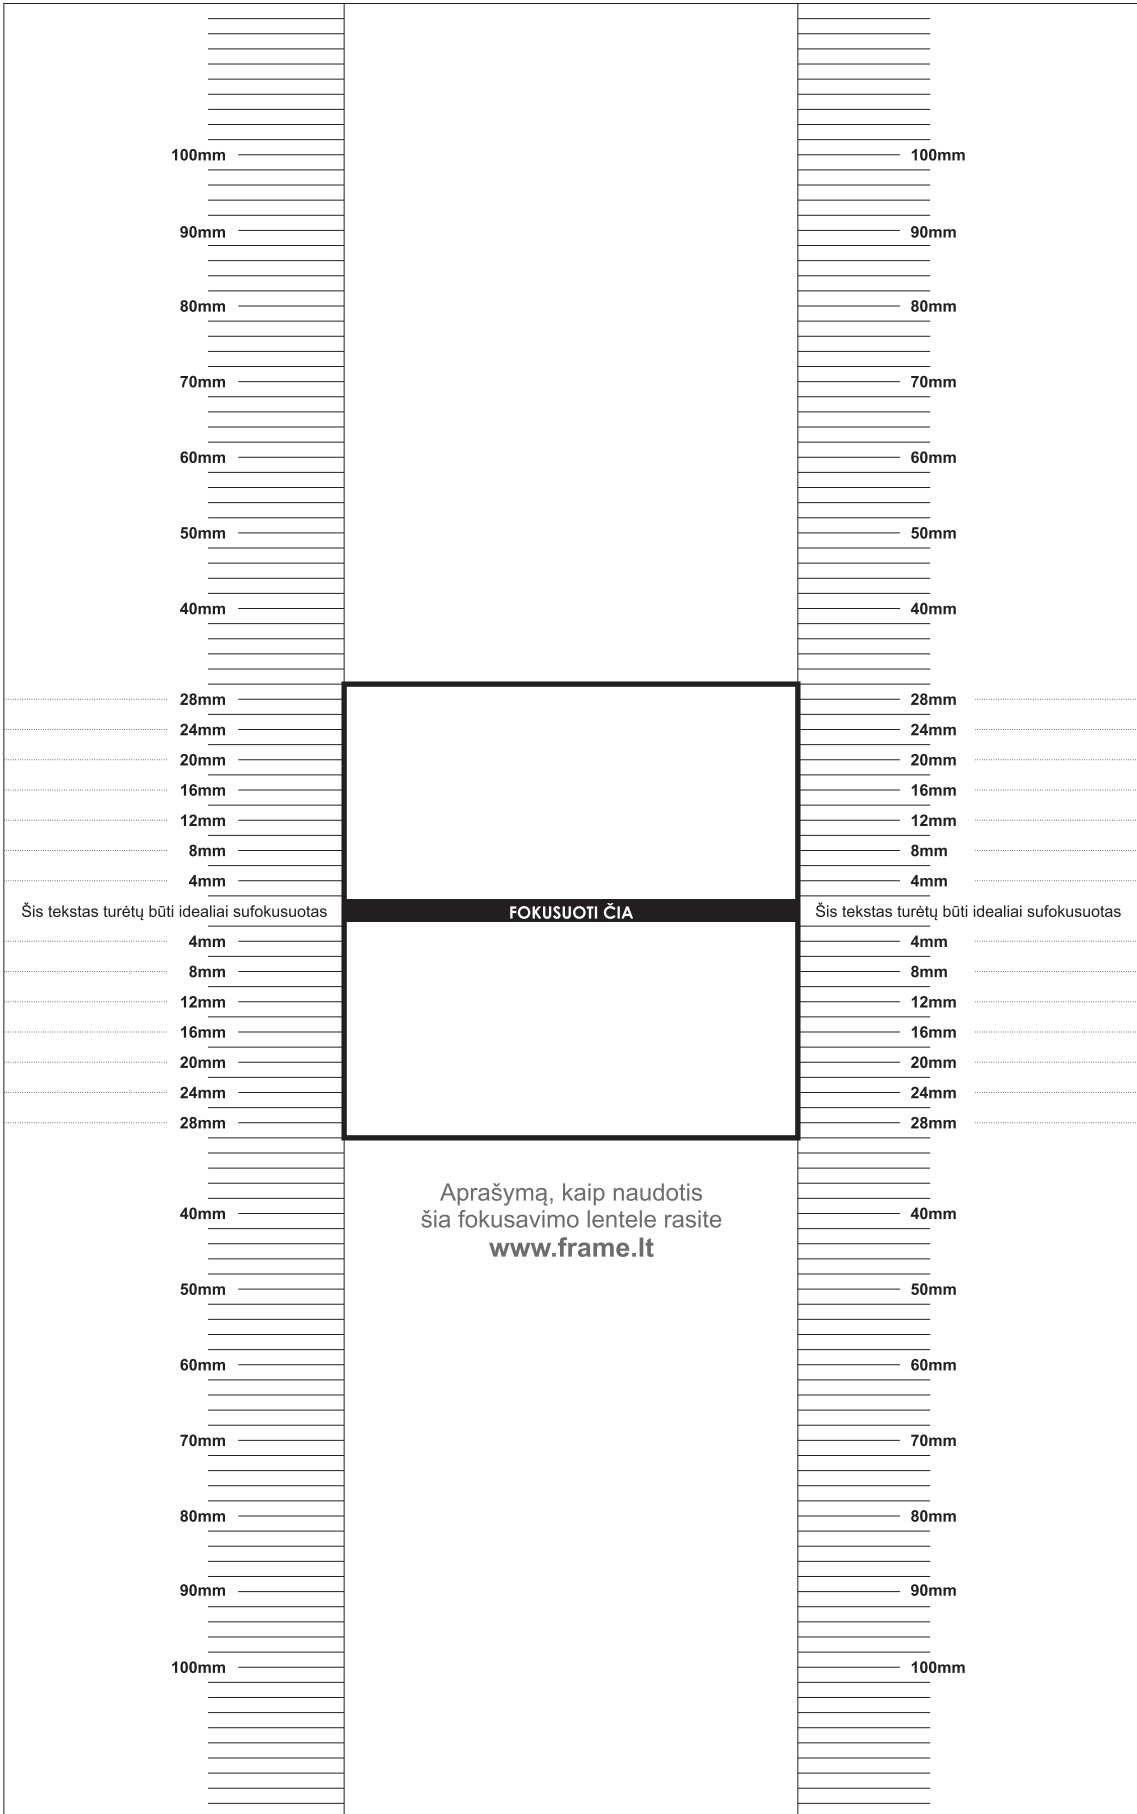 100mm 100mm
90mm 90mm
80mm 80mm
70mm 70mm
60mm 60mm
50mm 50mm
40mm 40mm
28mm 28mm
24mm 24mm
20mm 20mm
16mm 16mm
12mm 12mm
8mm 8mm
4mm 4mm
Šis tekstas turėtų būti idealiai sufokusuotas FOKUSUOTI ČIA Šis tekstas turėtų būti idealiai sufokusuotas
4mm 4mm
8mm 8mm
12mm 12mm
16mm 16mm
20mm 20mm
24mm 24mm
28mm 28mm
Aprašymą, kaip naudotis
40mm šia fokusavimo lentele rasite 40mm
www.frame.lt
50mm 50mm
60mm 60mm
70mm 70mm
80mm 80mm
90mm 90mm
100mm 100mm